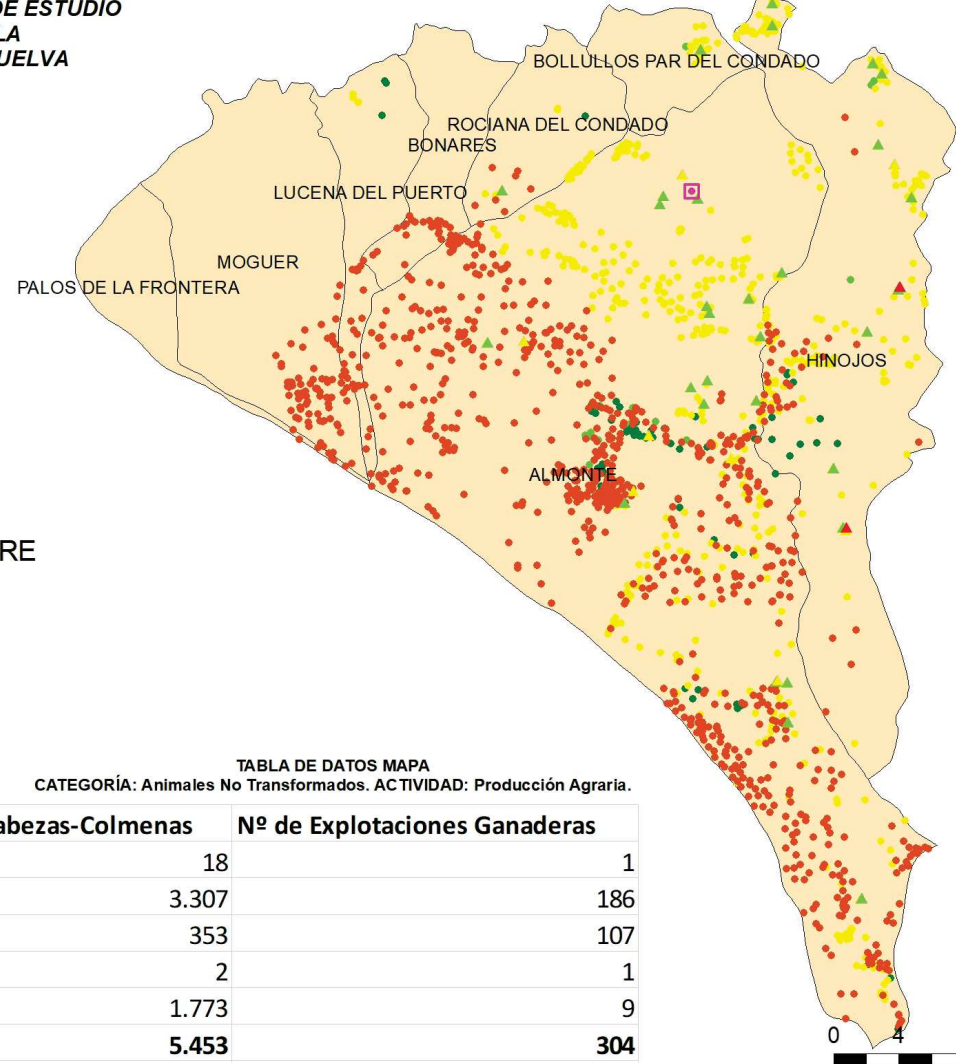 DE ESTUDIO
LA
UELVA
BOLLULLOS PAR DEL CONDADO
ROCIANA DEL CONDADO
BONARES
LUCENA DEL PUERTO
MOGUER
PALOS DE LA FRONTERA
HINOJOS
ALMONTE
RE
TABLA DE DATOS MAPA
CATEGORÍA: Animales No Transformados. ACTIVIDAD: Producción Agraria.
abezas-Colmenas Nº de Explotaciones Ganaderas
18 1
3.307 186
353 107
2 1
1.773 9
5.453 304
0 4